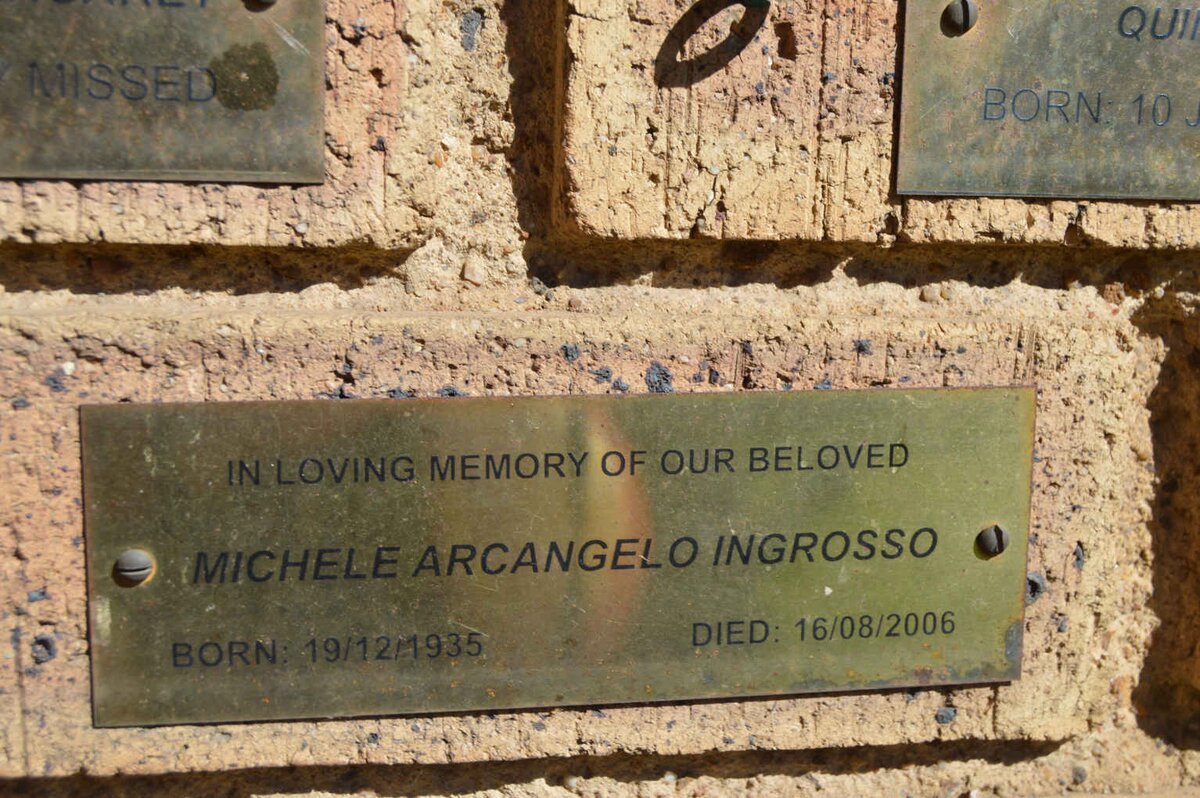 MISSED
QUI
BORN: 10 J
IN LOVING MEMORY OF OUR BELOVED
MICHELE ARCANGELO INGROSSO
BORN: 19/12/1935 DIED: 16/08/2006